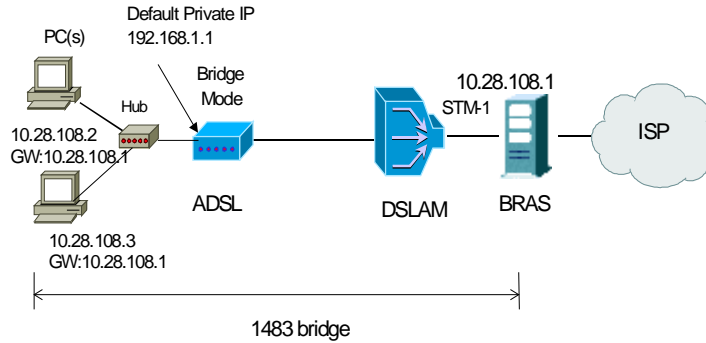 Default Private IP
192.168.1.1
PC(s)
Bridge
Mode
Hub
10.28.108.1
STM-1
10.28.108.2
GW:10.28.108.1
ISP
ADSL
DSLAM
BRAS
10.28.108.3
GW:10.28.108.1
1483 bridge